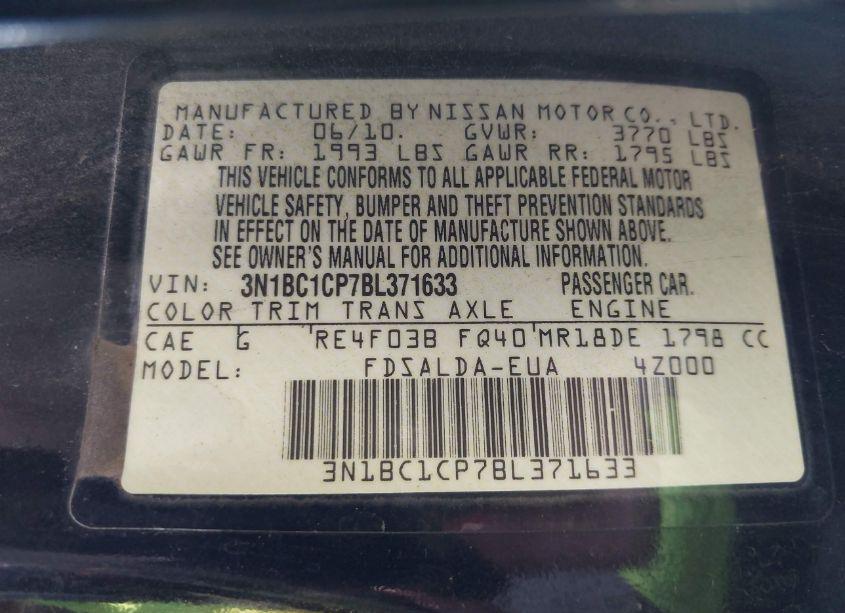 MANUFACTURED BY NISSAN MOTOR CO., LTD.
DATE: 06/10. GVWR: 3770 LBS
GAWR FR: 1993 LBS GAWR RR: 1795 LBS
THIS VEHICLE CONFORMS TO ALL APPLICABLE FEDERAL MOTOR
VEHICLE SAFETY, BUMPER AND THEFT PREVENTION STANDARDS
IN EFFECT ON THE DATE OF MANUFACTURE SHOWN ABOVE.
SEE OWNER'S MANUAL FOR ADDITIONAL INFORMATION.
VIN: 3N1BC1CP7BL371633 PASSENGER CAR.
COLOR TRIM TRANS AXLE ENGINE
CAE G RE4F03B FQ40 MR18DE 1798 CC
MODEL: FDSALDA-EUA 4Z000
3N1BC1CP7BL371633